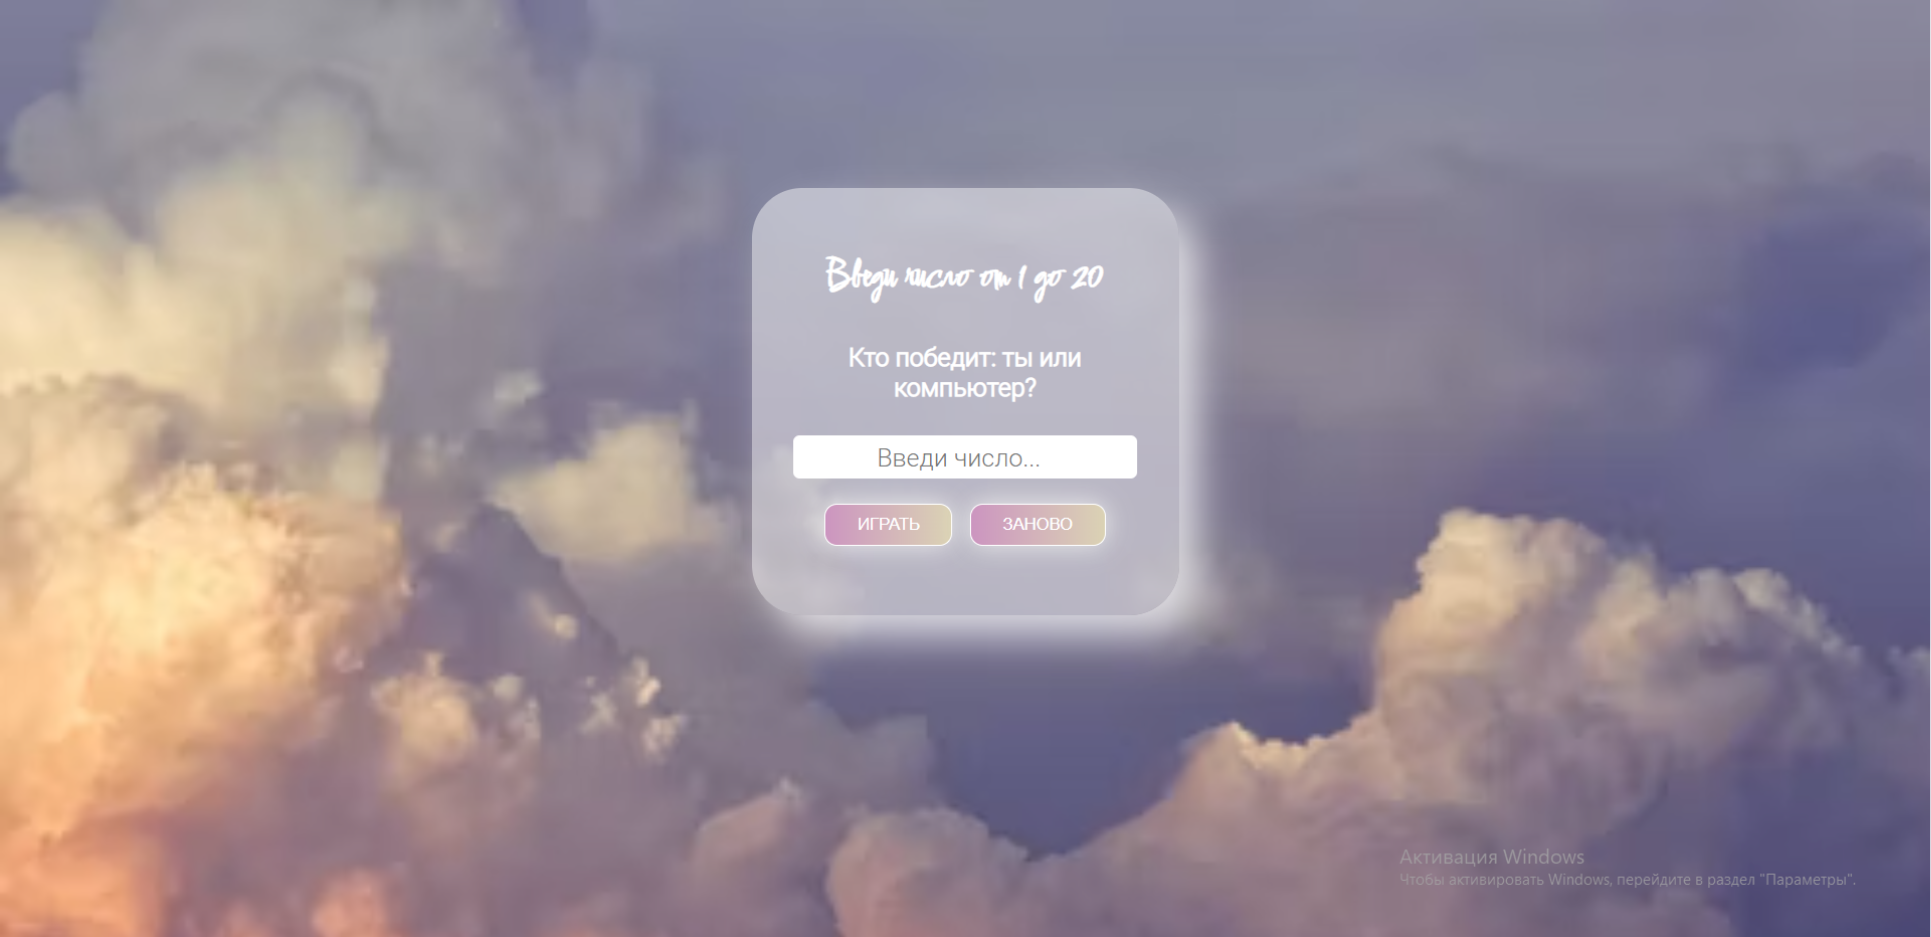 Введи число от 1 до 20
Кто победит: ты или
компьютер?
Введи число...
ИГРАТЬ ЗАНОВО
Активация Windows
Чтобы активировать Windows, перейдите в раздел "Параметры".